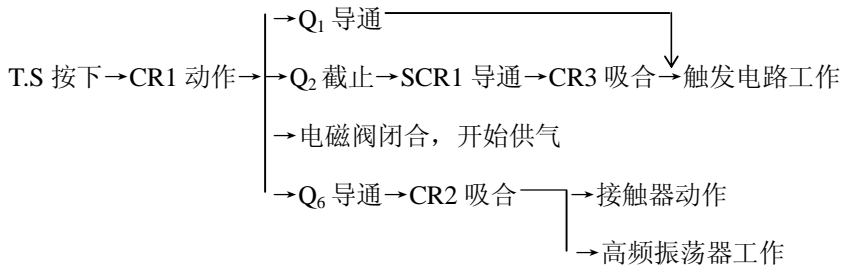 →Q₁ 导通
T.S 按下→CR1 动作→→Q₂ 截止→SCR1 导通→CR3 吸合→触发电路工作
→电磁阀闭合，开始供气
→Q₆ 导通→CR2 吸合→接触器动作
→高频振荡器工作